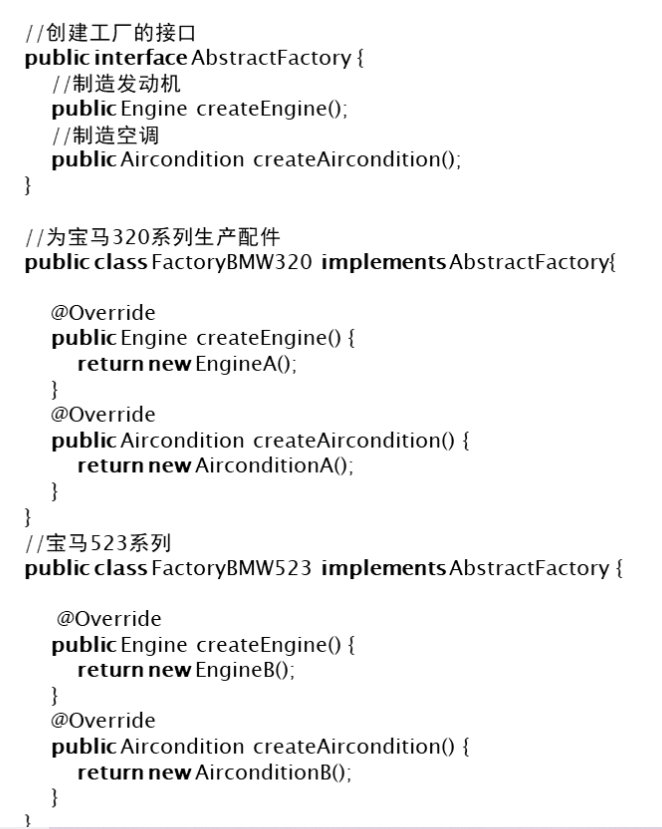 //创建工厂的接口
public interface AbstractFactory {
//制造发动机
public Engine createEngine();
//制造空调
public Aircondition createAircondition();
}
//为宝马320系列生产配件
public class FactoryBMW320 implements AbstractFactory{
@Override
public Engine createEngine() {
return new EngineA();
}
@Override
public Aircondition createAircondition() {
return new AirconditionA();
}
}
//宝马523系列
public class FactoryBMW523 implements AbstractFactory {
@Override
public Engine createEngine() {
return new EngineB();
}
@Override
public Aircondition createAircondition() {
return new AirconditionB();
}
}